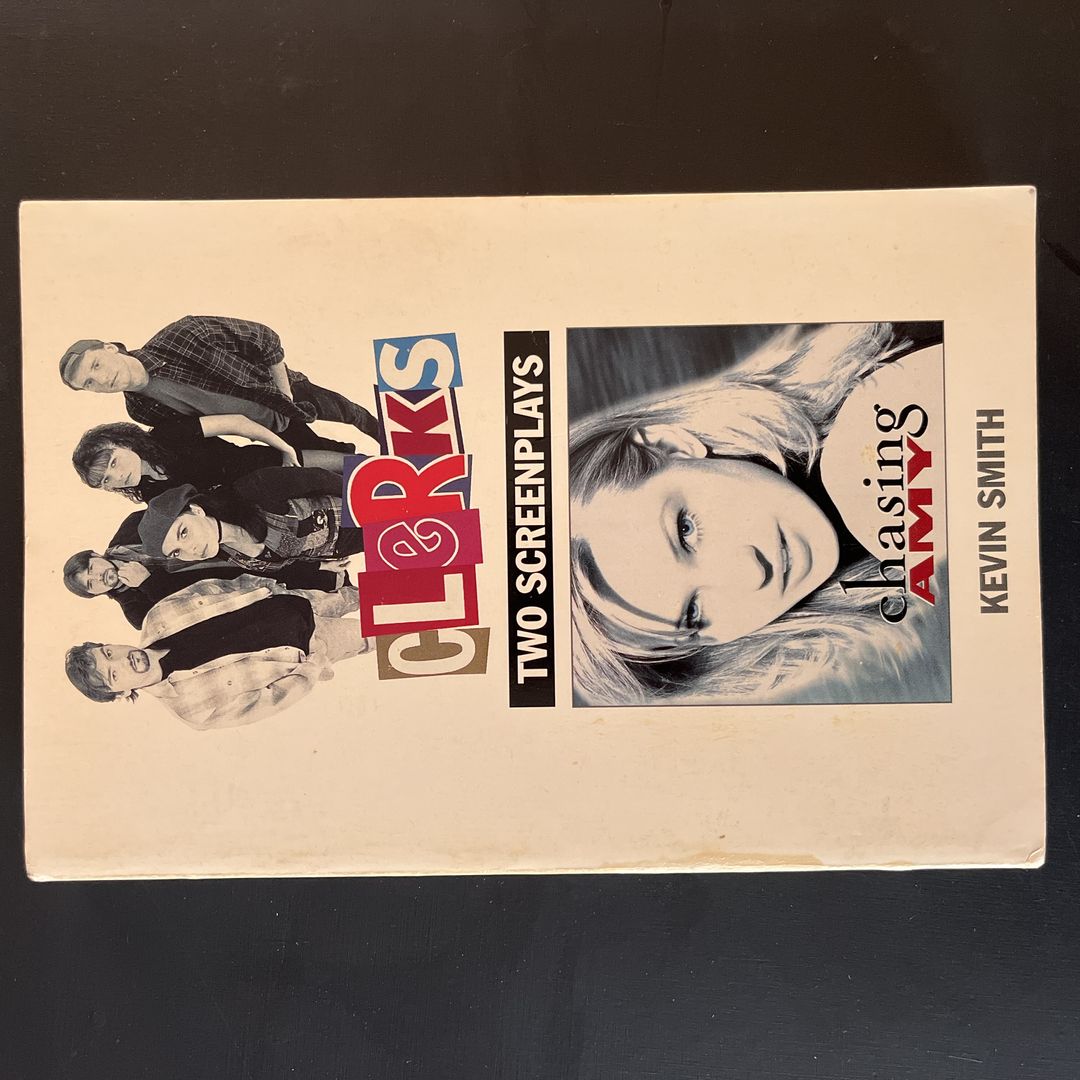 CLeRKS
TWO SCREENPLAYS
chasing
AMY
KEVIN SMITH